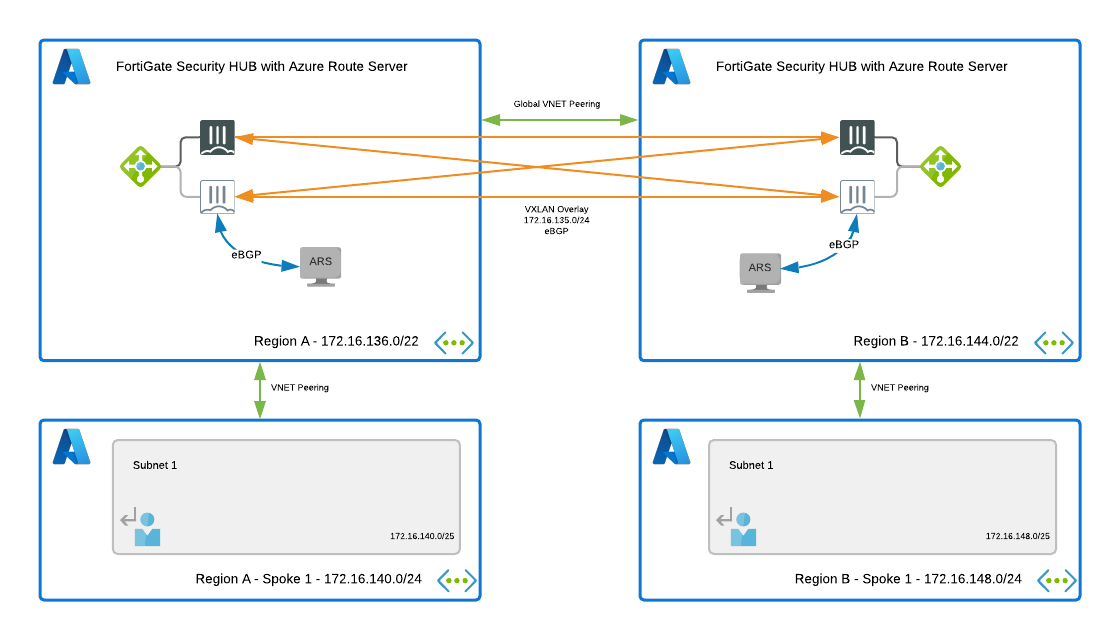 FortiGate Security HUB with Azure Route Server
FortiGate Security HUB with Azure Route Server
Global VNET Peering
VXLAN Overlay
172.16.135.0/24
eBGP
eBGP
ARS
eBGP
ARS
Region A - 172.16.136.0/22
Region B - 172.16.144.0/22
VNET Peering
VNET Peering
Subnet 1
172.16.140.0/25
Region A - Spoke 1 - 172.16.140.0/24
Subnet 1
172.16.148.0/25
Region B - Spoke 1 - 172.16.148.0/24